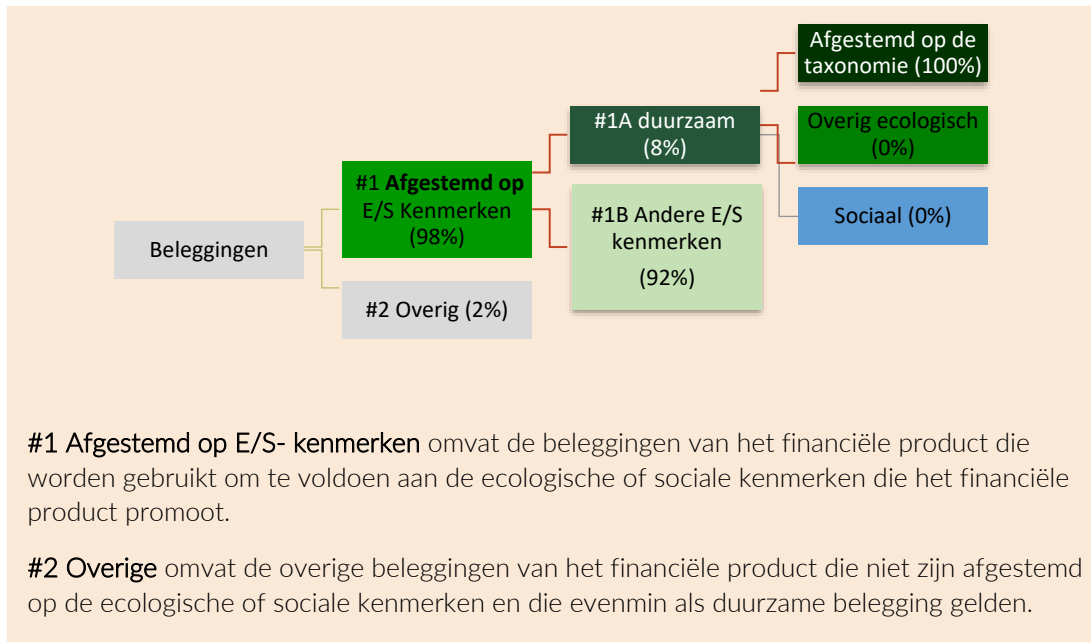 Afgestemd op de
taxonomie (100%)
#1A duurzaam
(8%)
Overig ecologisch
(0%)
#1 Afgestemd op
E/S Kenmerken
(98%)
#1B Andere E/S
kenmerken
(92%)
Sociaal (0%)
Beleggingen
#2 Overig (2%)
#1 Afgestemd op E/S- kenmerken omvat de beleggingen van het financiële product die
worden gebruikt om te voldoen aan de ecologische of sociale kenmerken die het financiële
product promoot.
#2 Overige omvat de overige beleggingen van het financiële product die niet zijn afgestemd
op de ecologische of sociale kenmerken en die evenmin als duurzame belegging gelden.